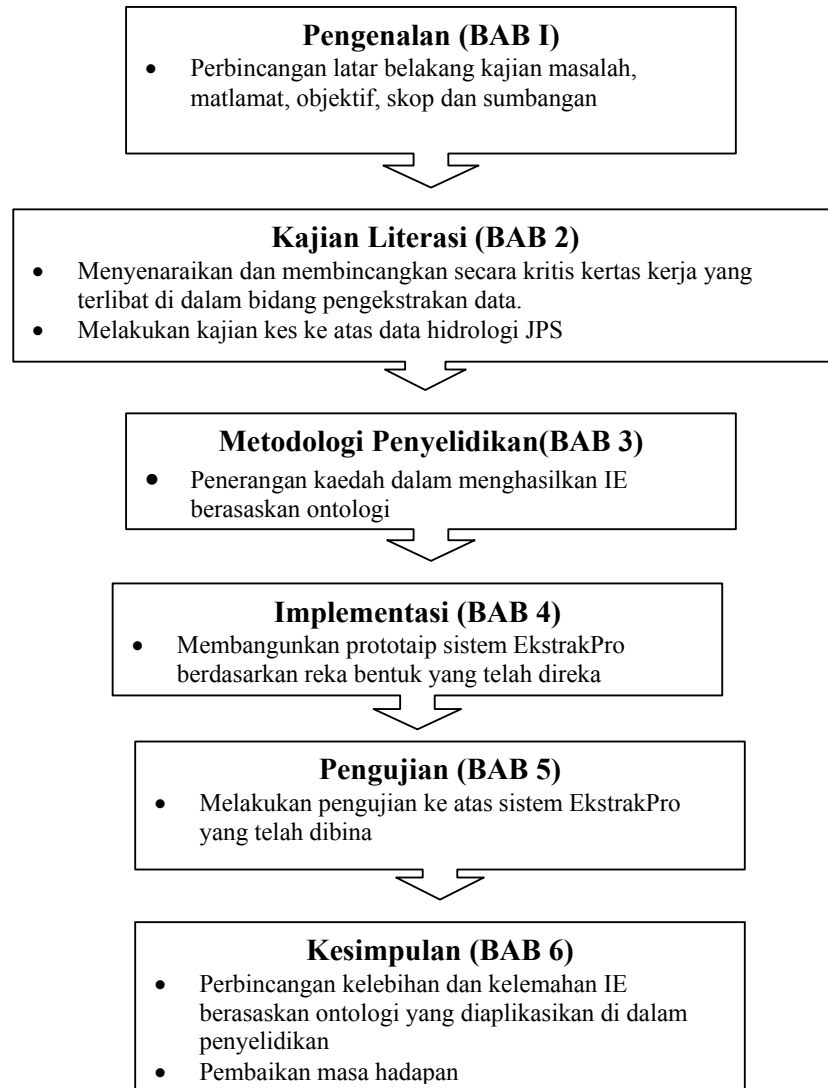 Pengenalan (BAB I)
• Perbincangan latar belakang kajian masalah,
matlamat, objektif, skop dan sumbangan
Kajian Literasi (BAB 2)
• Menyenaraikan dan membincangkan secara kritis kertas kerja yang
terlibat di dalam bidang pengekstrakan data.
• Melakukan kajian kes ke atas data hidrologi JPS
Metodologi Penyelidikan(BAB 3)
• Penerangan kaedah dalam menghasilkan IE
berasaskan ontologi
Implementasi (BAB 4)
• Membangunkan prototaip sistem EkstrakPro
berdasarkan reka bentuk yang telah direka
Pengujian (BAB 5)
• Melakukan pengujian ke atas sistem EkstrakPro
yang telah dibina
Kesimpulan (BAB 6)
• Perbincangan kelebihan dan kelemahan IE
berasaskan ontologi yang diaplikasikan di dalam
penyelidikan
• Pembaikan masa hadapan